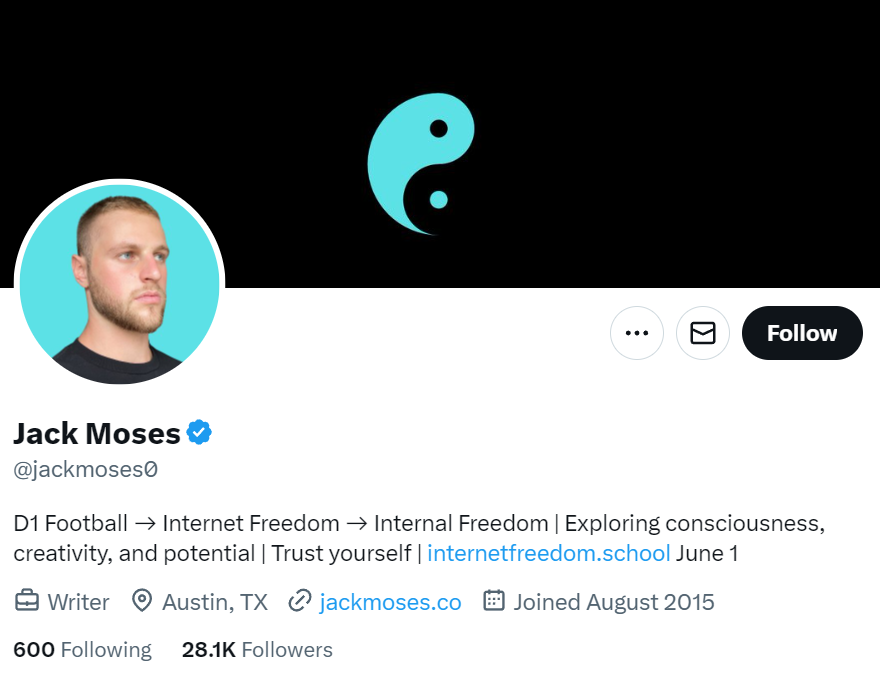 Follow
Jack Moses
@jackmoses0
D1 Football → Internet Freedom → Internal Freedom | Exploring consciousness,
creativity, and potential | Trust yourself | internetfreedom.school June 1
Writer Austin, TX jackmoses.co Joined August 2015
600 Following 28.1K Followers